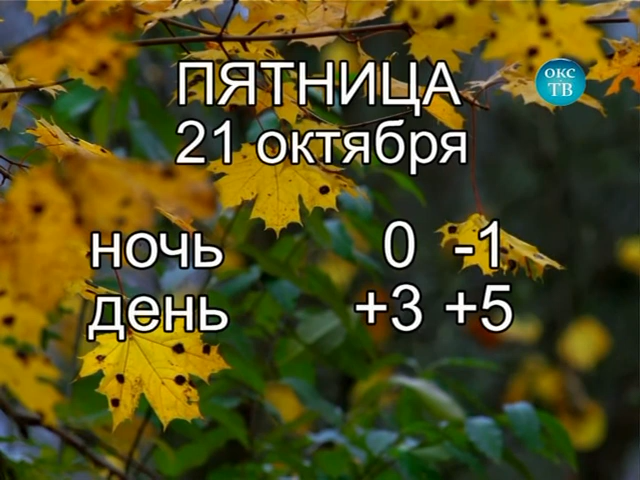 ОКС
ТВ
ПЯТНИЦА
21 октября
ночь 0 -1
день +3 +5